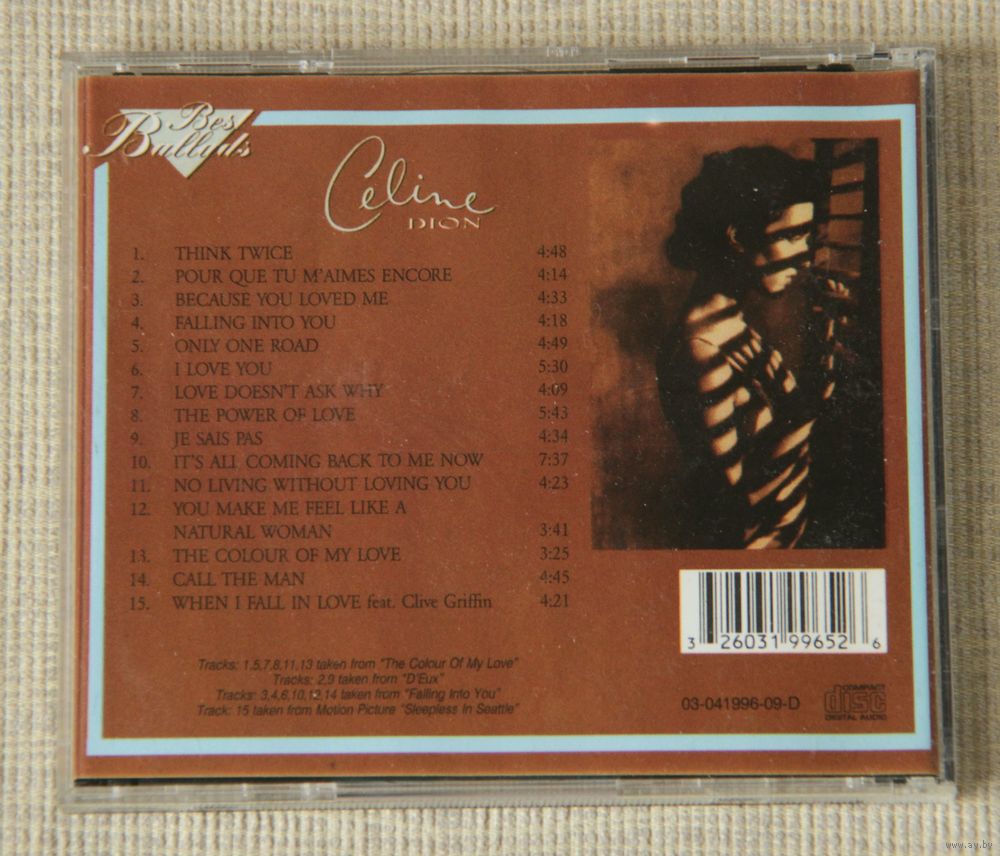 Bes
Ballyds
Celine
DION
1. THINK TWICE 4:48
2. POUR QUE TU M'AIMES ENCORE 4:14
3. BECAUSE YOU LOVED ME 4:33
4. FALLING INTO YOU 4:18
5. ONLY ONE ROAD 4:49
6. I LOVE YOU 5:30
7. LOVE DOESN'T ASK WHY 4:09
8. THE POWER OF LOVE 5:43
9. JE SAIS PAS 4:34
10. IT'S ALL COMING BACK TO ME NOW 7:37
11. NO LIVING WITHOUT LOVING YOU 4:23
12. YOU MAKE ME FEEL LIKE A
NATURAL WOMAN 3:41
13. THE COLOUR OF MY LOVE 3:25
14. CALL THE MAN 4:45
15. WHEN I FALL IN LOVE feat. Clive Griffin 4:21
Tracks: 1,5,7,8,11,13 taken from "The Colour Of My Love"
Tracks: 2,9 taken from "D'Eux"
Tracks: 3,4,6,10,12,14 taken from "Falling Into You"
Track: 15 taken from Motion Picture "Sleepless In Seattle"
3 26031 99652 6
03-041996-09-D
COMPACT
disc
DIGITAL AUDIO
www.ay.by